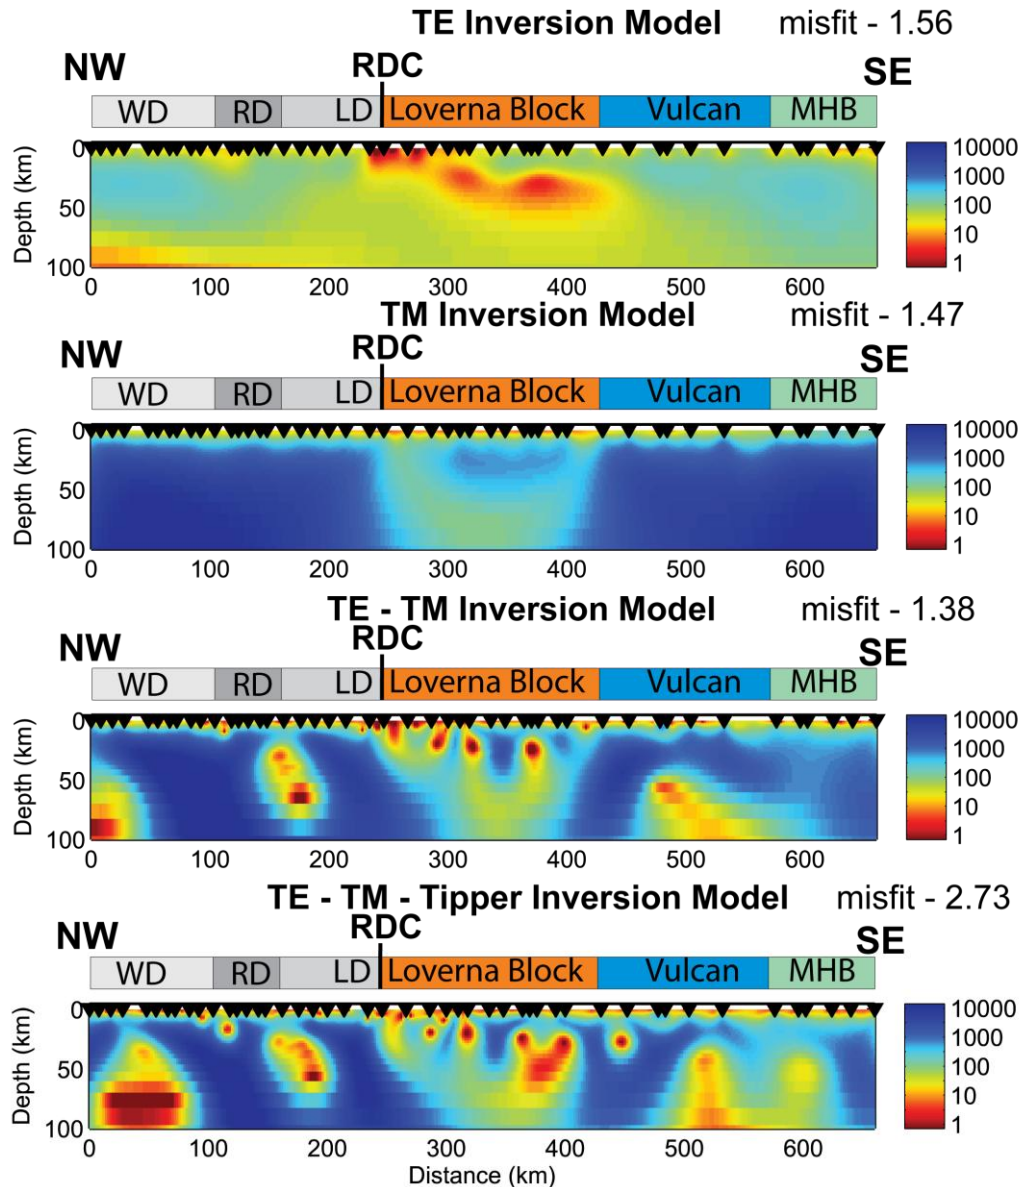 TE Inversion Model misfit - 1.56
NW RDC SE
WD RD LD Loverna Block Vulcan MHB
Depth (km)
0
50
100
0 100 200 300 400 500 600
10000
1000
100
10
1
TM Inversion Model misfit - 1.47
NW RDC SE
WD RD LD Loverna Block Vulcan MHB
Depth (km)
0
50
100
0 100 200 300 400 500 600
10000
1000
100
10
1
TE - TM Inversion Model misfit - 1.38
NW RDC SE
WD RD LD Loverna Block Vulcan MHB
Depth (km)
0
50
100
0 100 200 300 400 500 600
10000
1000
100
10
1
TE - TM - Tipper Inversion Model misfit - 2.73
NW RDC SE
WD RD LD Loverna Block Vulcan MHB
Depth (km)
0
50
100
0 100 200 300 400 500 600
10000
1000
100
10
1
Distance (km)